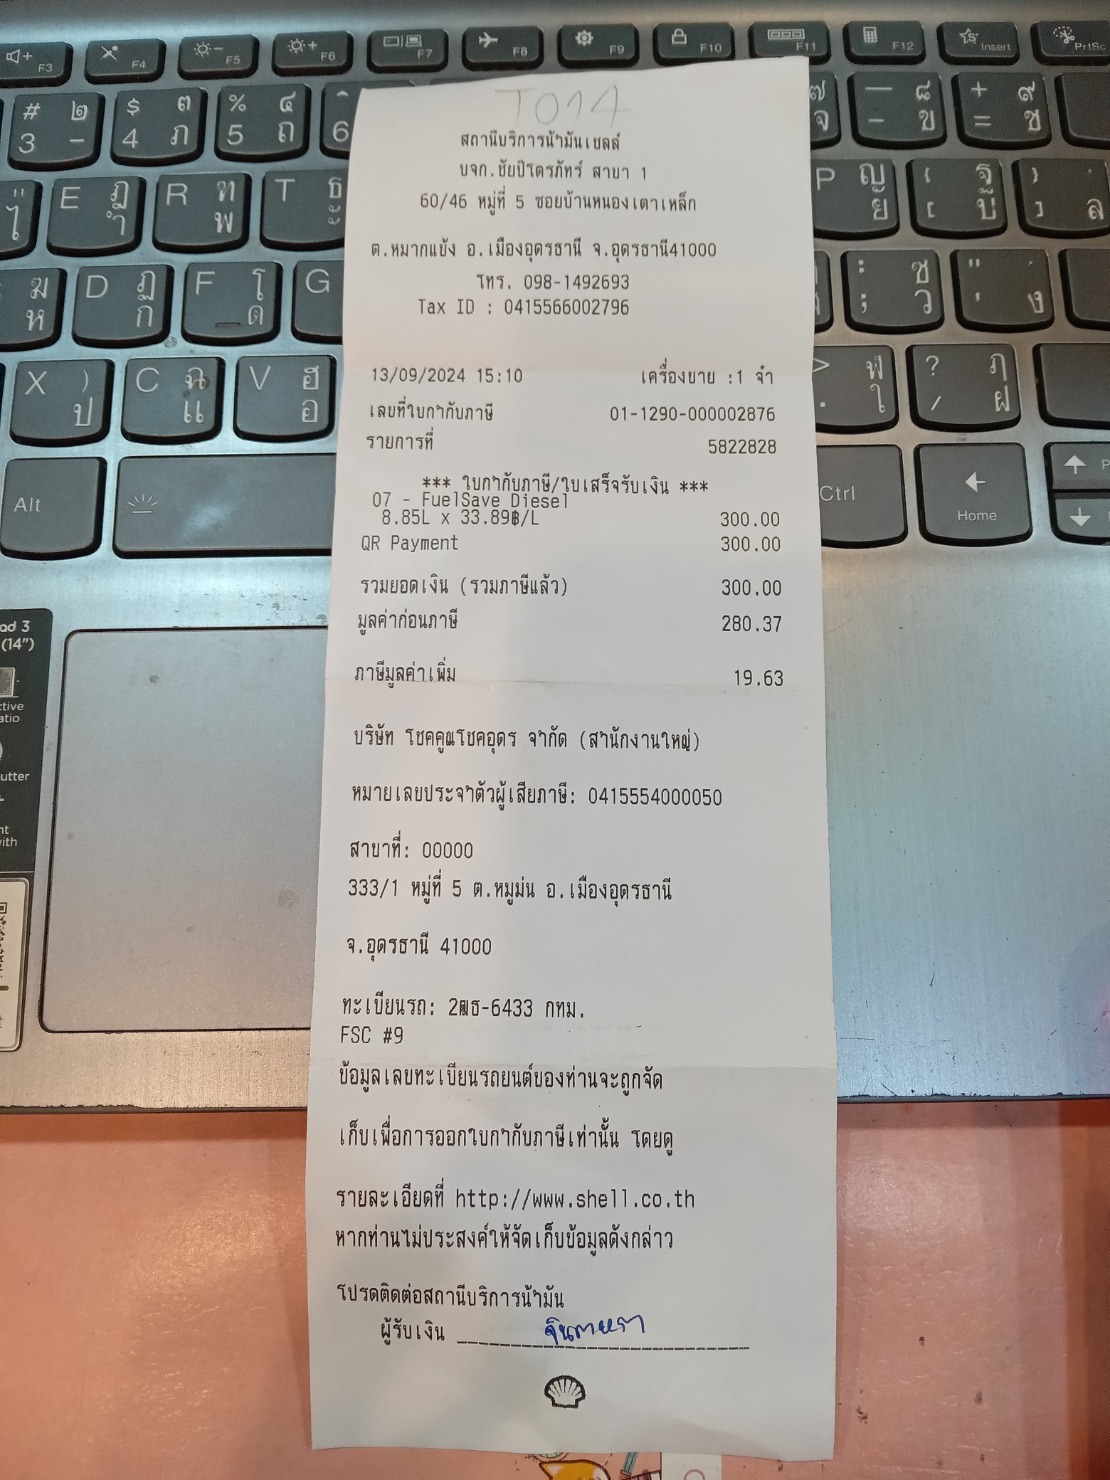 T014
สถานีบริการน้ำมันเชลล์
บจก.ชัยปิโตรภัทร์ สาขา 1
60/46 หมู่ที่ 5 ซอยบ้านหนองเตาเหล็ก
ต.หมากแข้ง อ.เมืองอุดรธานี จ.อุดรธานี41000
โทร. 098-1492693
Tax ID : 0415566002796
13/09/2024 15:10 เครื่องขาย :1 จำ
เลขที่ใบกำกับภาษี 01-1290-000002876
รายการที่ 5822828
*** ใบกำกับภาษี/ใบเสร็จรับเงิน ***
07 - FuelSave Diesel
8.85L x 33.89฿/L 300.00
QR Payment 300.00
รวมยอดเงิน (รวมภาษีแล้ว) 300.00
มูลค่าก่อนภาษี 280.37
ภาษีมูลค่าเพิ่ม 19.63
บริษัท โชคคูณโชคอุดร จำกัด (สำนักงานใหญ่)
หมายเลขประจำตัวผู้เสียภาษี: 0415554000050
สาขาที่: 00000
333/1 หมู่ที่ 5 ต.หมูม่น อ.เมืองอุดรธานี
จ.อุดรธานี 41000
ทะเบียนรถ: 2ฒธ-6433 กทม.
FSC #9
ข้อมูลเลขทะเบียนรถยนต์ของท่านจะถูกจัด
เก็บเพื่อการออกใบกำกับภาษีเท่านั้น โดยดู
รายละเอียดที่ http://www.shell.co.th
หากท่านไม่ประสงค์ให้จัดเก็บข้อมูลดังกล่าว
โปรดติดต่อสถานีบริการน้ำมัน
ผู้รับเงิน จินตหรา